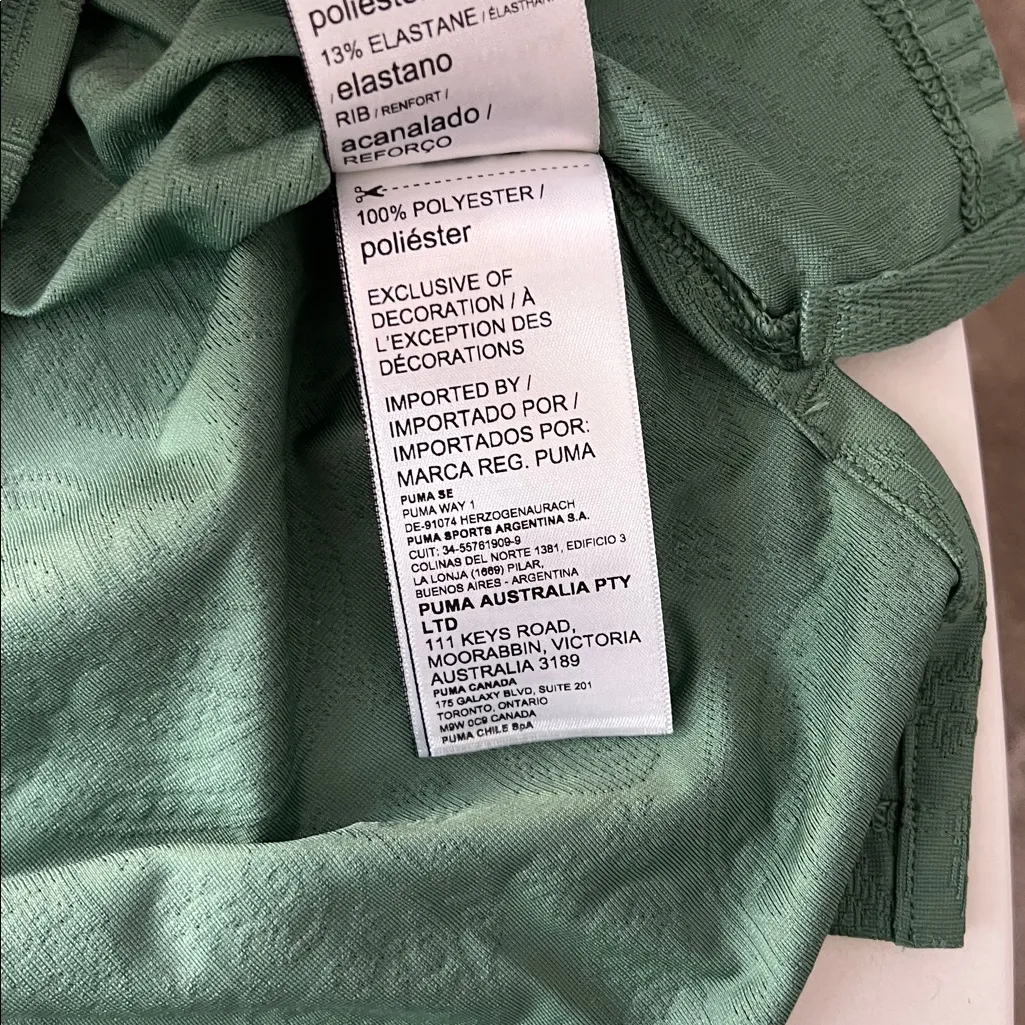 poliéster
13% ELASTANE / ÉLASTHANNE
/ elastano
RIB / RENFORT /
acanalado /
REFORÇO
100% POLYESTER /
poliéster
EXCLUSIVE OF
DECORATION / À
L'EXCEPTION DES
DÉCORATIONS
IMPORTED BY /
IMPORTADO POR /
IMPORTADOS POR:
MARCA REG. PUMA
PUMA SE
PUMA WAY 1
DE-91074 HERZOGENAURACH
PUMA SPORTS ARGENTINA S.A.
CUIT: 34-55761909-9
COLINAS DEL NORTE 1381, EDIFICIO 3
LA LONJA (1669) PILAR,
BUENOS AIRES - ARGENTINA
PUMA AUSTRALIA PTY
LTD
111 KEYS ROAD,
MOORABBIN, VICTORIA
AUSTRALIA 3189
PUMA CANADA
175 GALAXY BLVD, SUITE 201
TORONTO, ONTARIO
M9W 0C9 CANADA
PUMA CHILE SpA